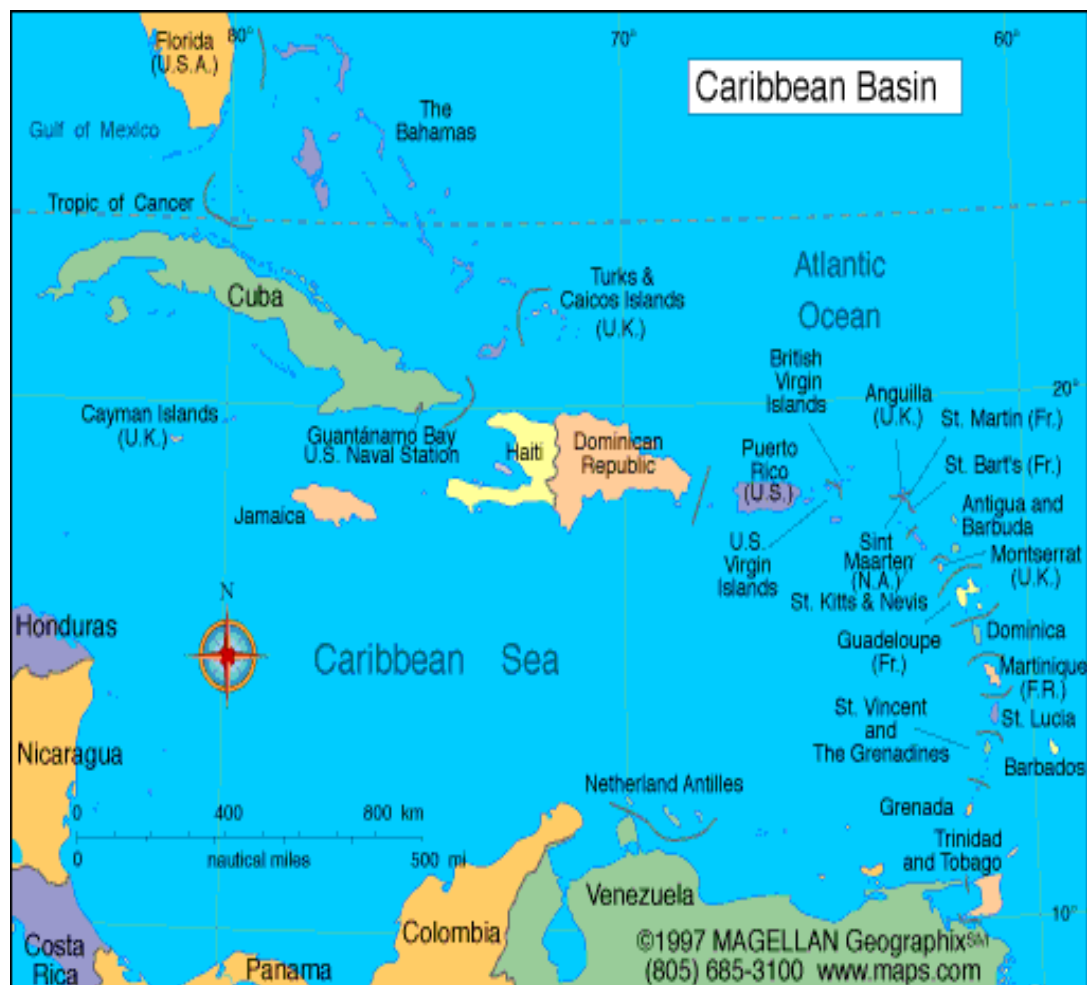 Florida
(U.S.A.)
80°
70°
60°
Caribbean Basin
The
Bahamas
Gulf of Mexico
Tropic of Cancer
Atlantic
Ocean
Cuba
Turks &
Caicos Islands
(U.K.)
British
Virgin
Islands
20°
Anguilla
(U.K.)
St. Martin (Fr.)
Cayman Islands
(U.K.)
Guantánamo Bay
U.S. Naval Station
Haiti
Dominican
Republic
Puerto
Rico
(U.S.)
St. Bart's (Fr.)
Jamaica
Antigua and
Barbuda
U.S.
Virgin
Islands
Sint
Maarten
(N.A.)
Montserrat
(U.K.)
St. Kitts & Nevis
N
Honduras
Caribbean Sea
Guadeloupe
(Fr.)
Dominica
Martinique
(F.R.)
St. Vincent
and
The Grenadines
St. Lucia
Nicaragua
Barbados
Netherland Antilles
Grenada
0 400 800 km
0 nautical miles 500 mi
Trinidad
and Tobago
Venezuela
Colombia
10°
Costa
Rica
Panama
©1997 MAGELLAN Geographix℠
(805) 685-3100 www.maps.com